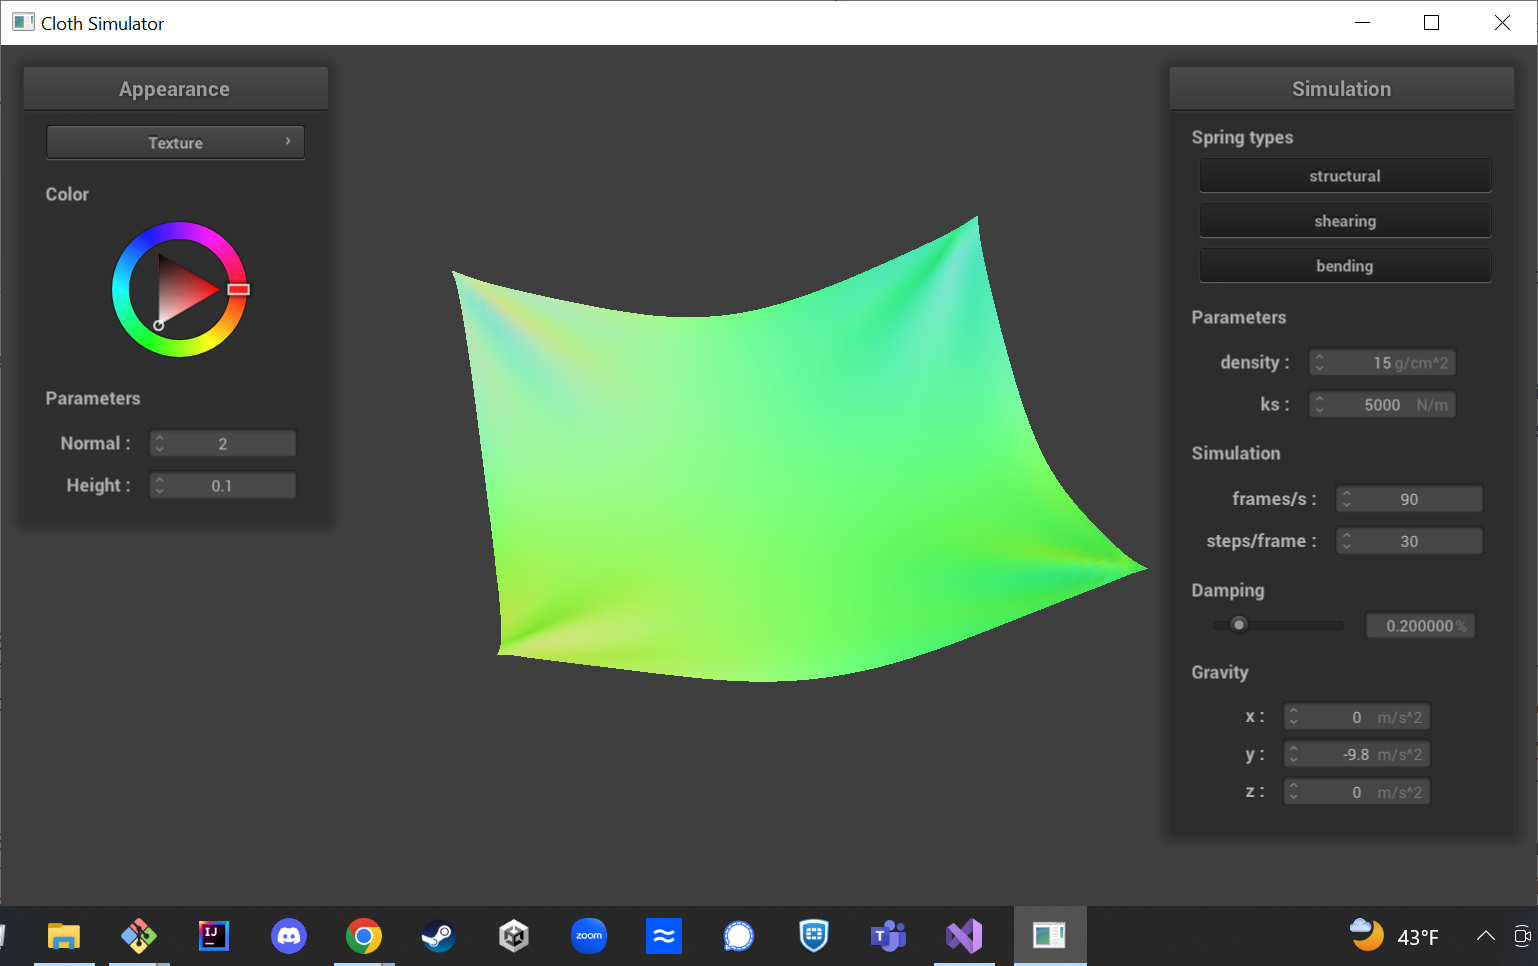 Cloth Simulator
Appearance
Texture
Color
Parameters
Normal : 2
Height : 0.1
Simulation
Spring types
structural
shearing
bending
Parameters
density : 15 g/cm^2
ks : 5000 N/m
Simulation
frames/s : 90
steps/frame : 30
Damping
0.200000 %
Gravity
x : 0 m/s^2
y : -9.8 m/s^2
z : 0 m/s^2
IJ
zoom
T
43°F